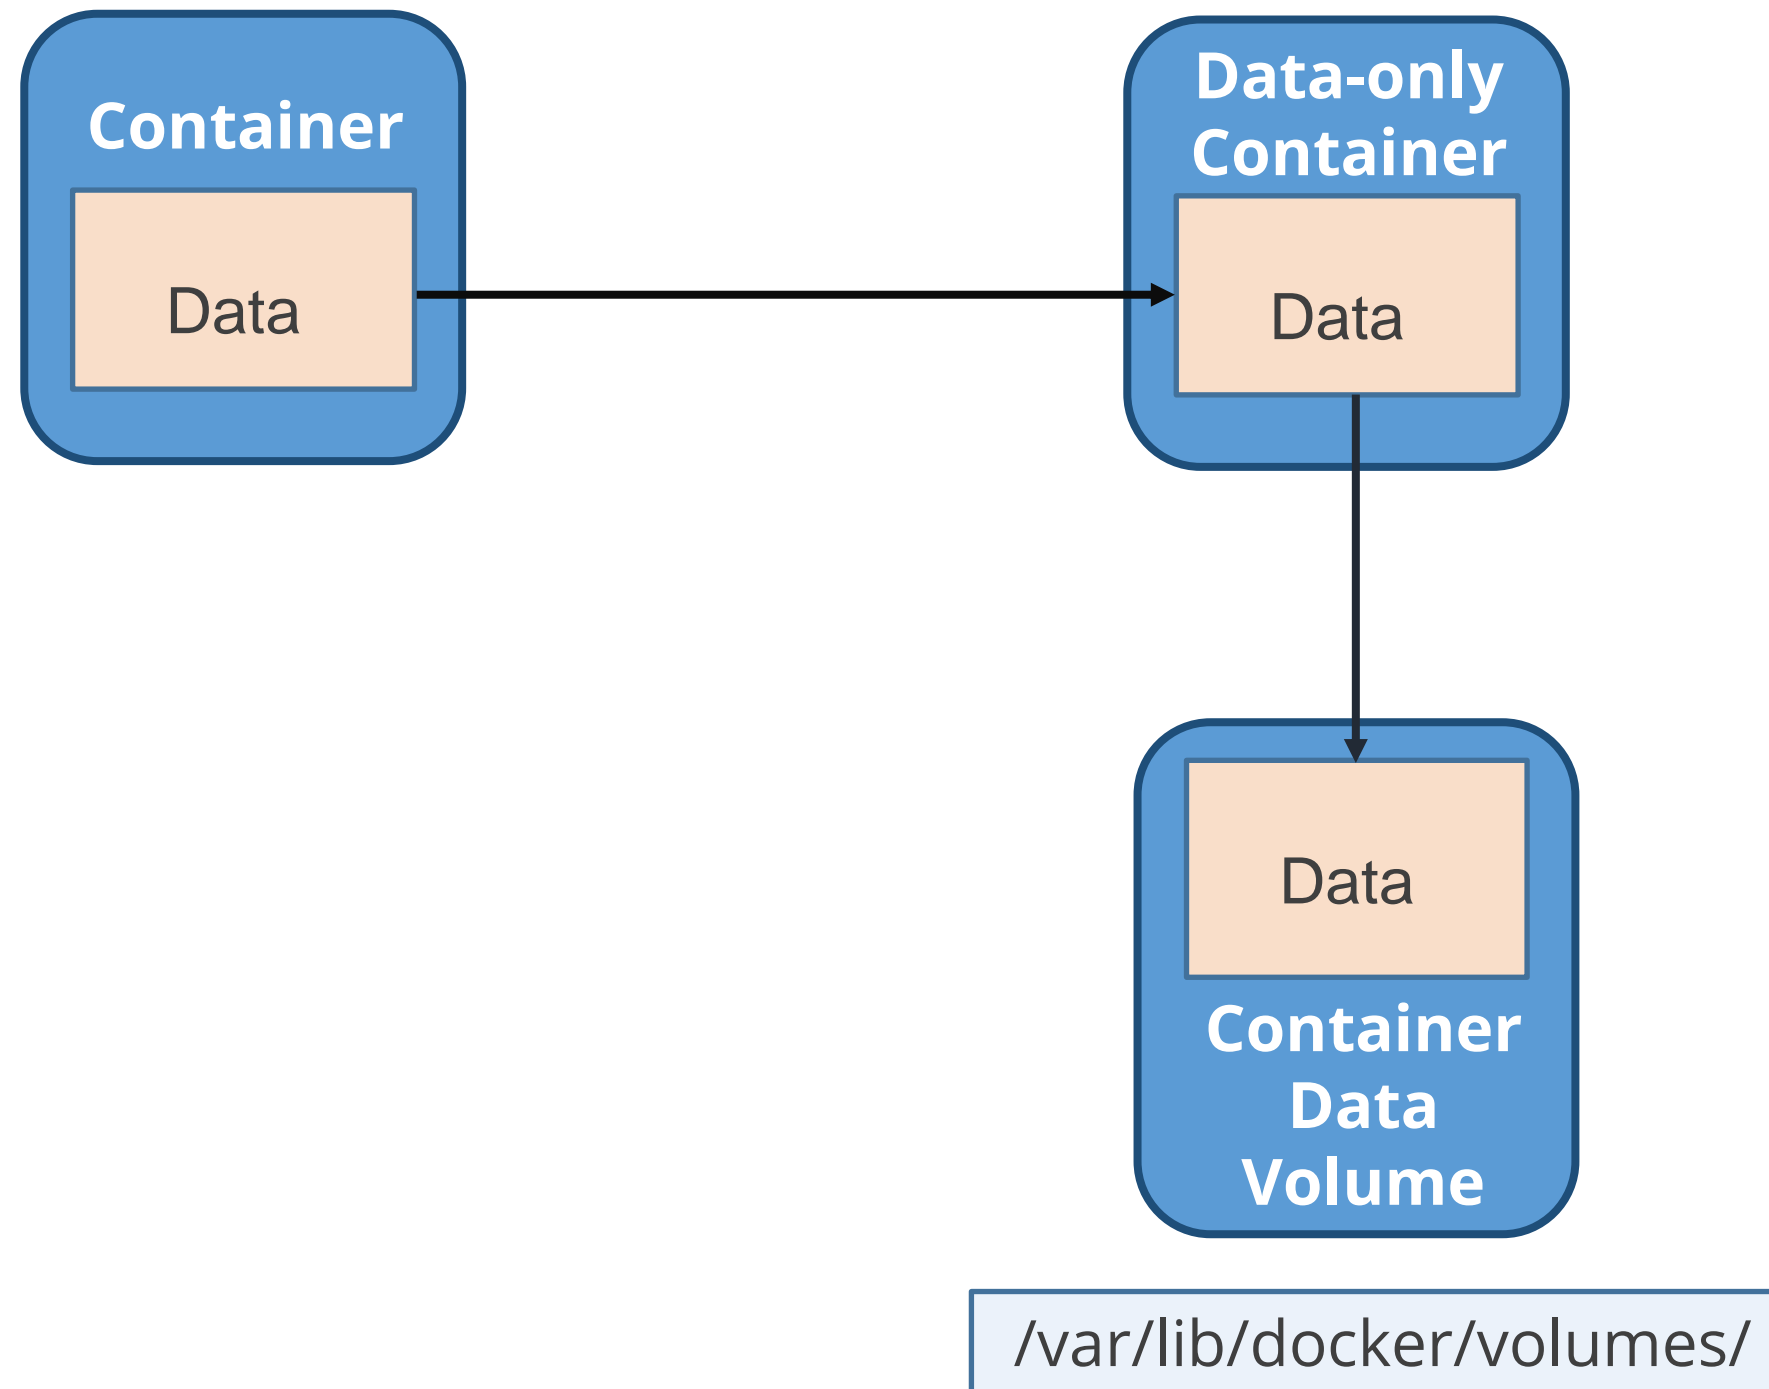 Container
Data
Data-only
Container
Data
Data
Container
Data
Volume
/var/lib/docker/volumes/